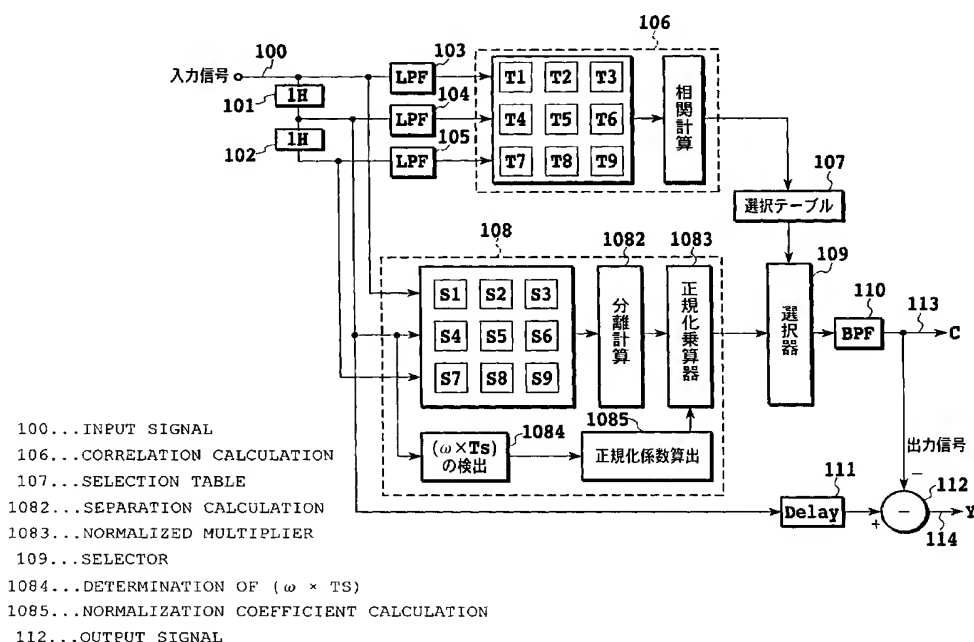 106
100
103
入力信号
LPF
T1 T2 T3
相関計算
1H
101
104
LPF
T4 T5 T6
1H
102
105
LPF
T7 T8 T9
107
選択テーブル
108
1082
1083
109
S1 S2 S3
分離計算
正規化乗算器
選択器
110
113
S4 S5 S6
BPF
C
S7 S8 S9
1085
(ω×Ts)
の検出
1084
正規化係数算出
出力信号
111
−
112
Delay
+
−
Y
114
100...INPUT SIGNAL
106...CORRELATION CALCULATION
107...SELECTION TABLE
1082...SEPARATION CALCULATION
1083...NORMALIZED MULTIPLIER
109...SELECTOR
1084...DETERMINATION OF (ω × TS)
1085...NORMALIZATION COEFFICIENT CALCULATION
112...OUTPUT SIGNAL